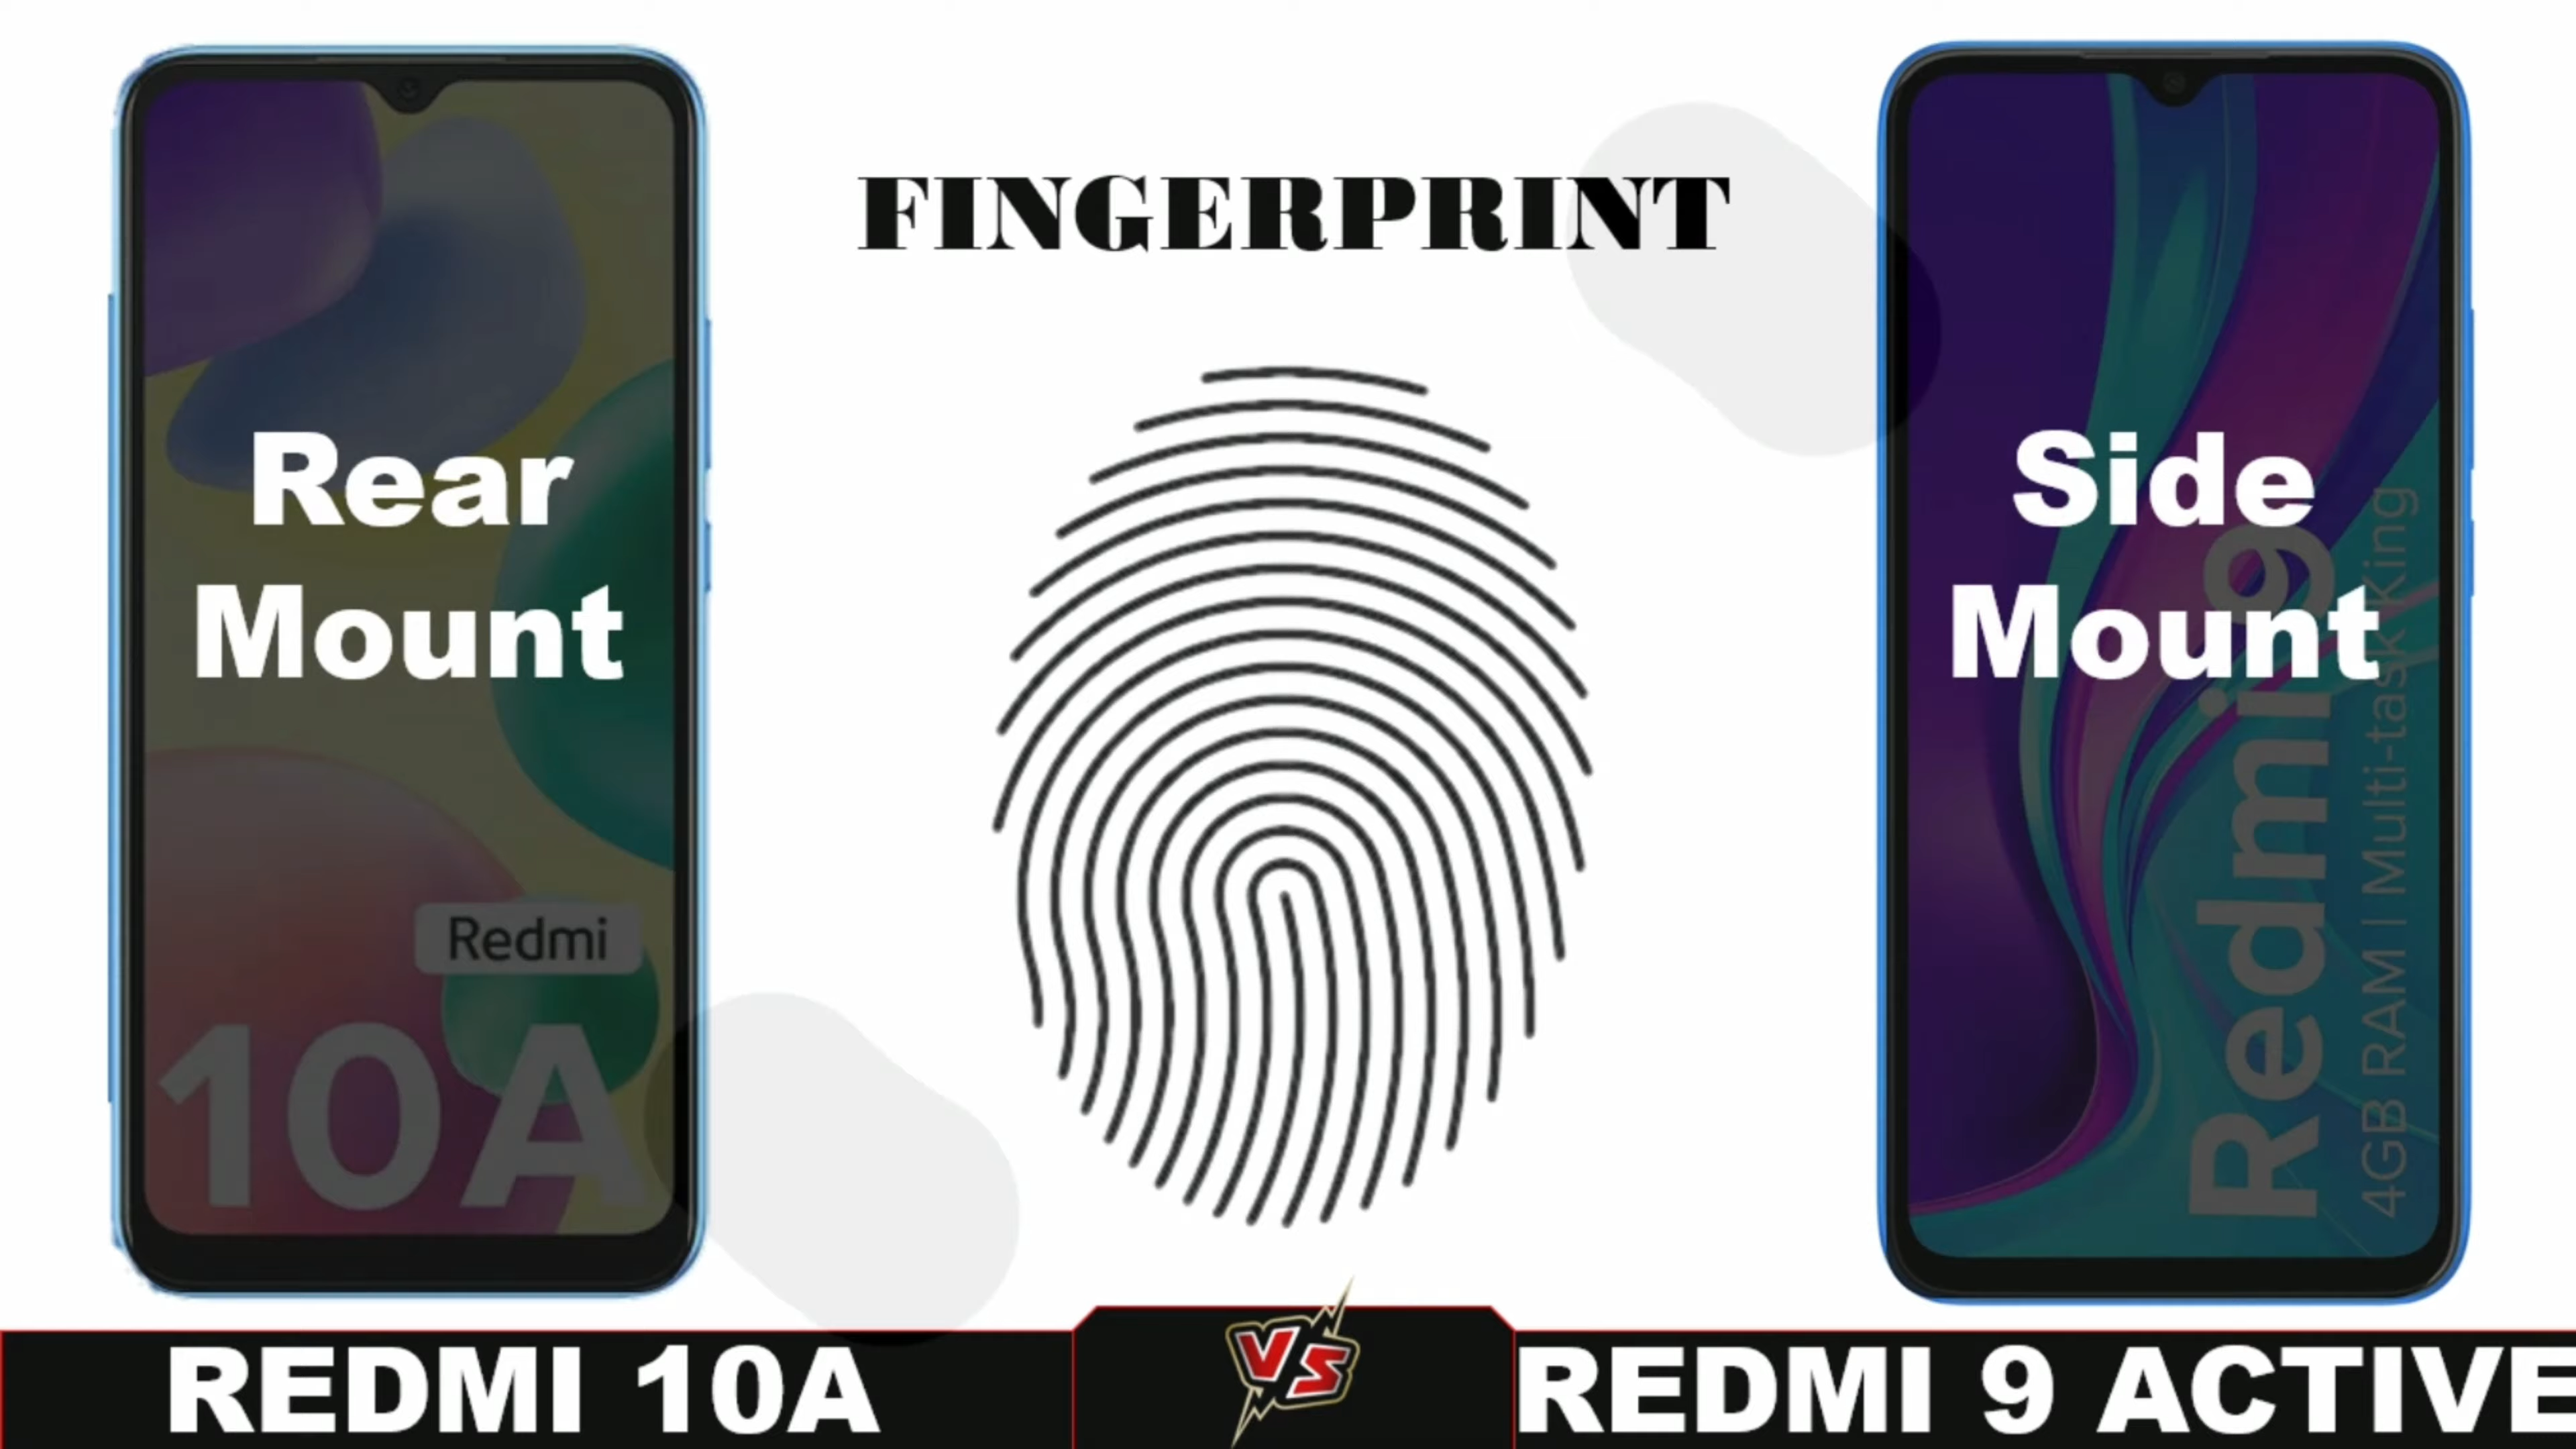 FINGERPRINT
Rear
Mount
Redmi
10A
Side
Mount
Redmi 9
4GB RAM | Multi-task King
REDMI 10A
VS
REDMI 9 ACTIVE